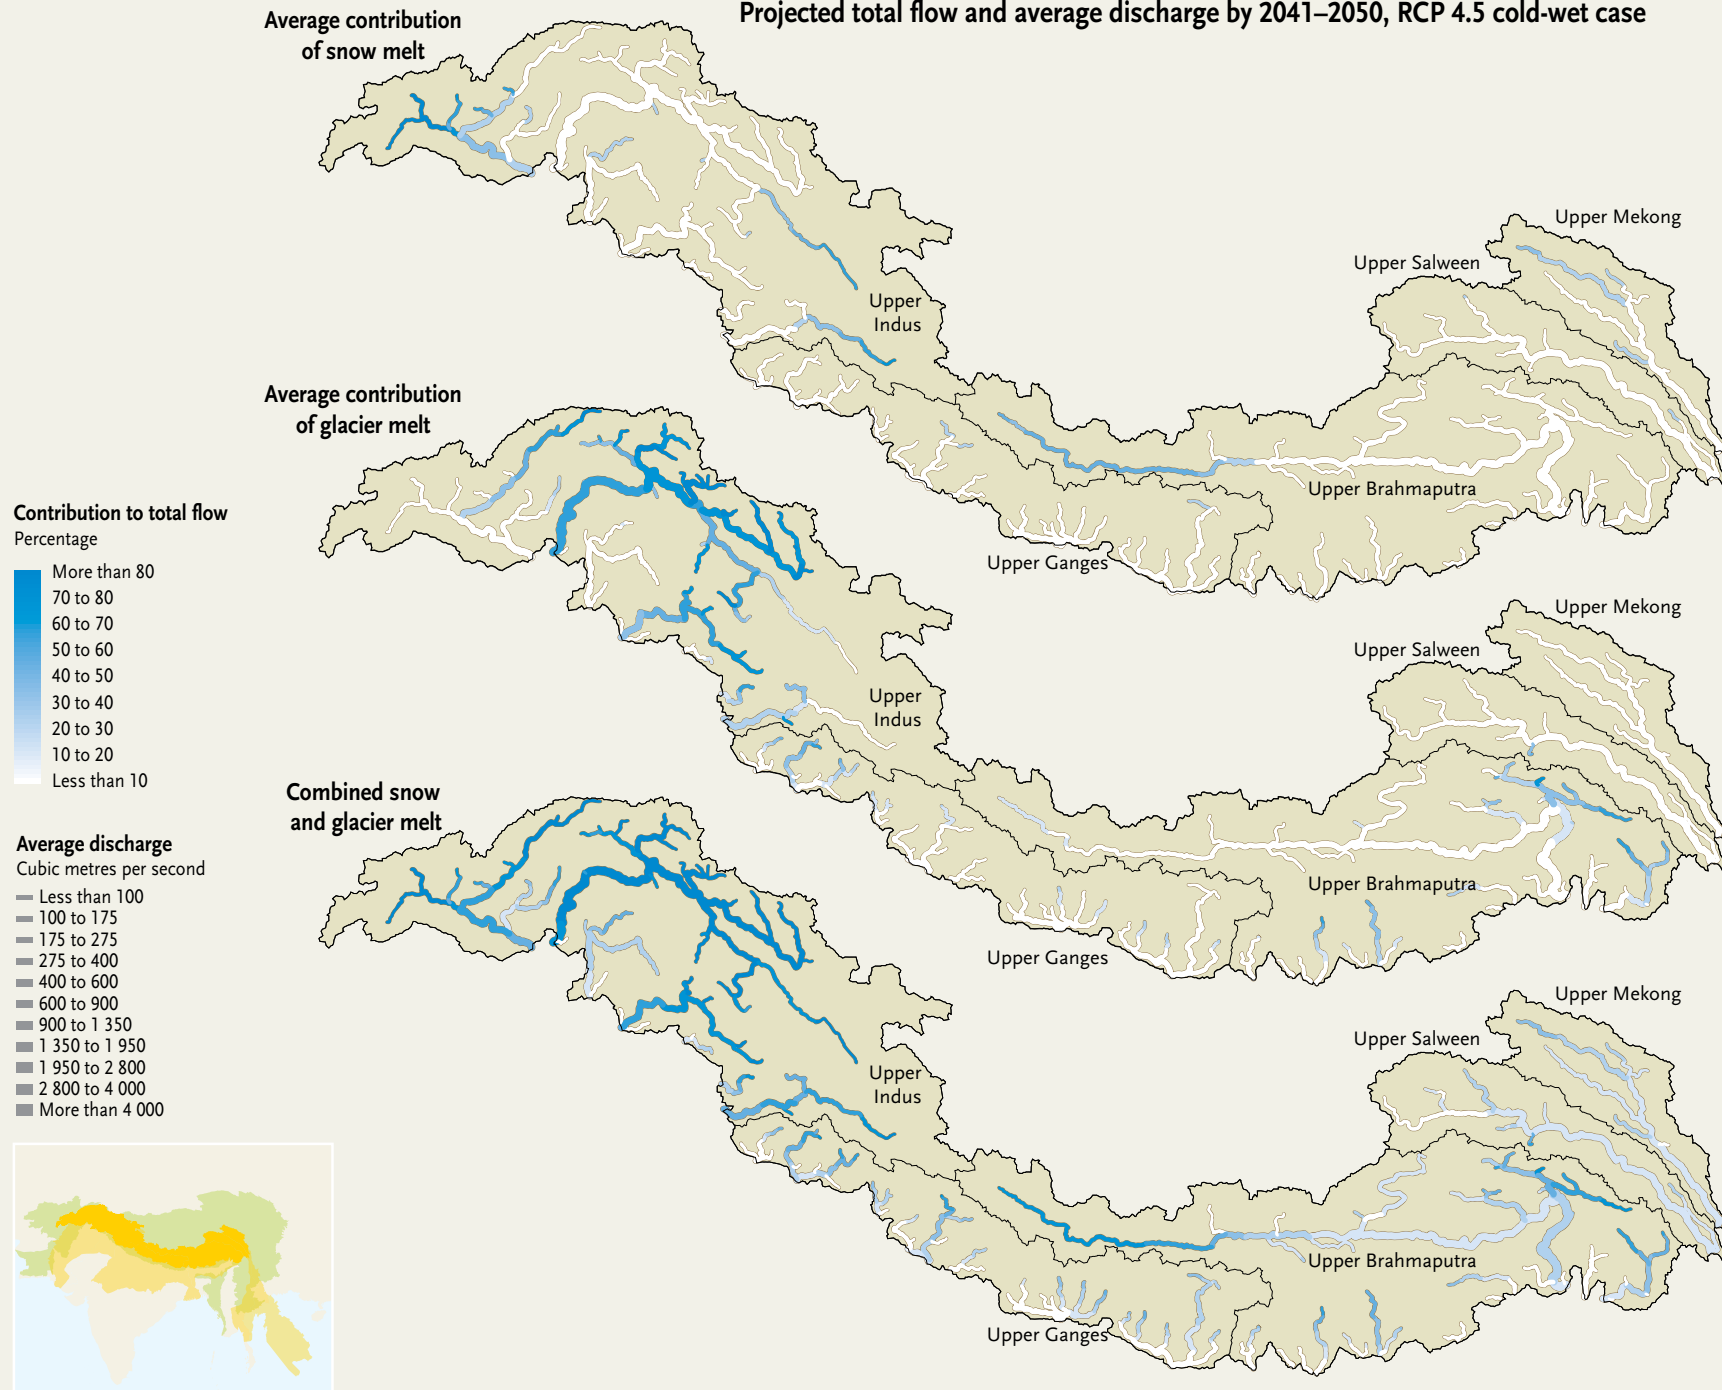 Projected total flow and average discharge by 2041–2050, RCP 4.5 cold-wet case
Average contribution
of snow melt
Upper Mekong
Upper Salween
Upper
Indus
Upper Brahmaputra
Upper Ganges
Average contribution
of glacier melt
Upper Mekong
Upper Salween
Upper
Indus
Upper Brahmaputra
Upper Ganges
Combined snow
and glacier melt
Upper Mekong
Upper Salween
Upper
Indus
Upper Brahmaputra
Upper Ganges
Contribution to total flow
Percentage
More than 80
70 to 80
60 to 70
50 to 60
40 to 50
30 to 40
20 to 30
10 to 20
Less than 10
Average discharge
Cubic metres per second
Less than 100
100 to 175
175 to 275
275 to 400
400 to 600
600 to 900
900 to 1 350
1 350 to 1 950
1 950 to 2 800
2 800 to 4 000
More than 4 000